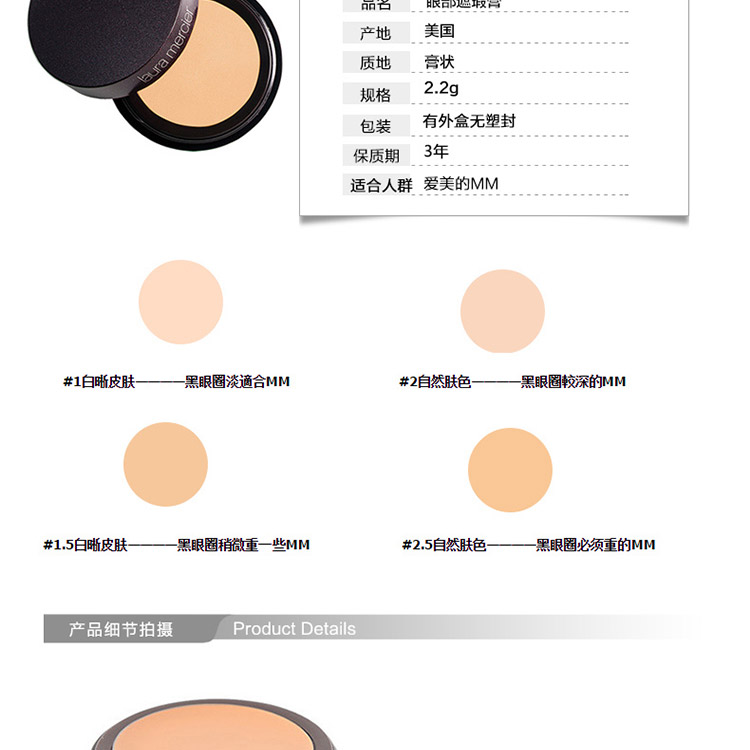 品名 眼部遮瑕膏
laura mercier
产地 美国
质地 膏状
规格 2.2g
包装 有外盒无塑封
保质期 3年
适合人群 爱美的MM
#1白晰皮肤————黑眼圈淡適合MM
#2自然肤色————黑眼圈較深的MM
#1.5白晰皮肤————黑眼圈稍微重一些MM
#2.5自然肤色————黑眼圈必须重的MM
产品细节拍摄 Product Details